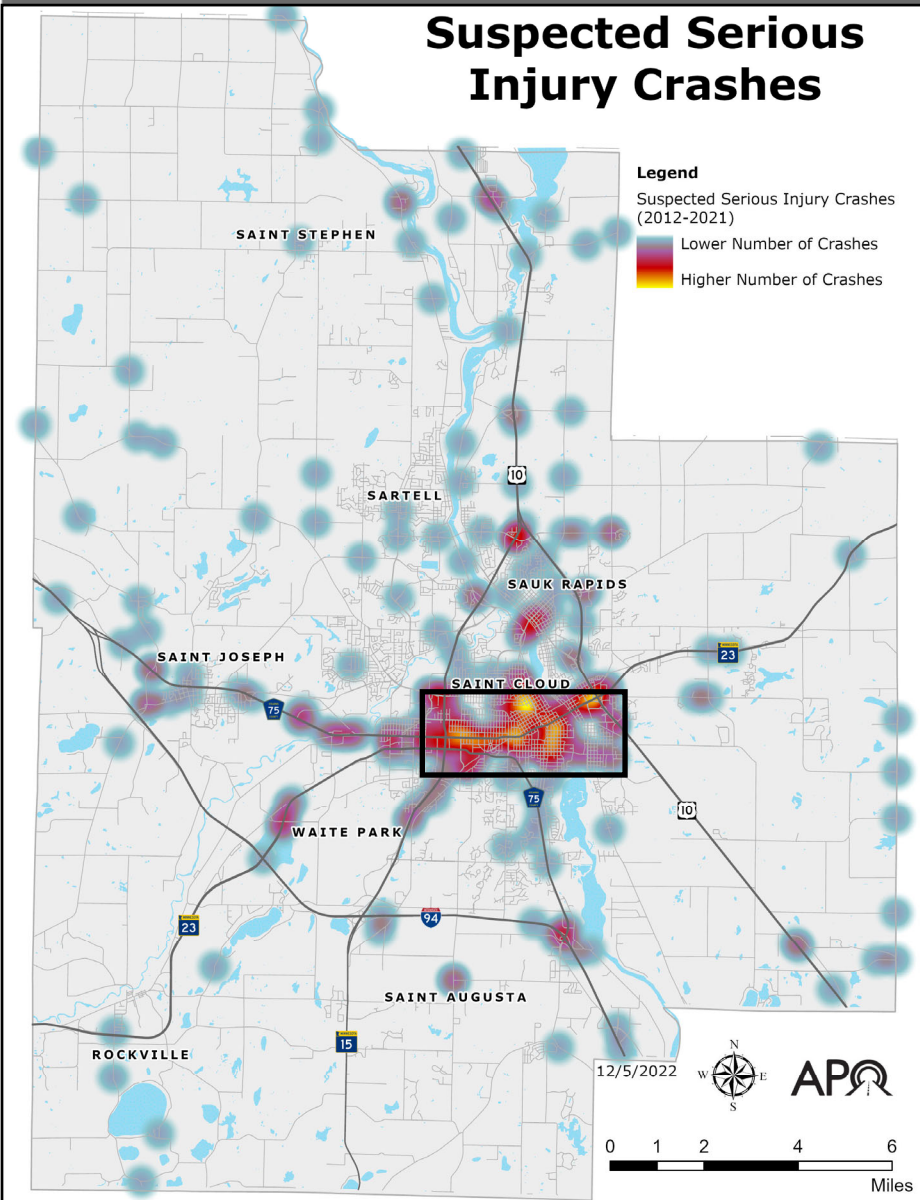 Suspected Serious
Injury Crashes
Legend
Suspected Serious Injury Crashes
(2012-2021)
Lower Number of Crashes
Higher Number of Crashes
SAINT STEPHEN
10
SARTELL
SAUK RAPIDS
23
SAINT JOSEPH
SAINT CLOUD
75
75
10
WAITE PARK
94
23
SAINT AUGUSTA
15
ROCKVILLE
12/5/2022
N
W E
S
APO
0 1 2 4 6
Miles